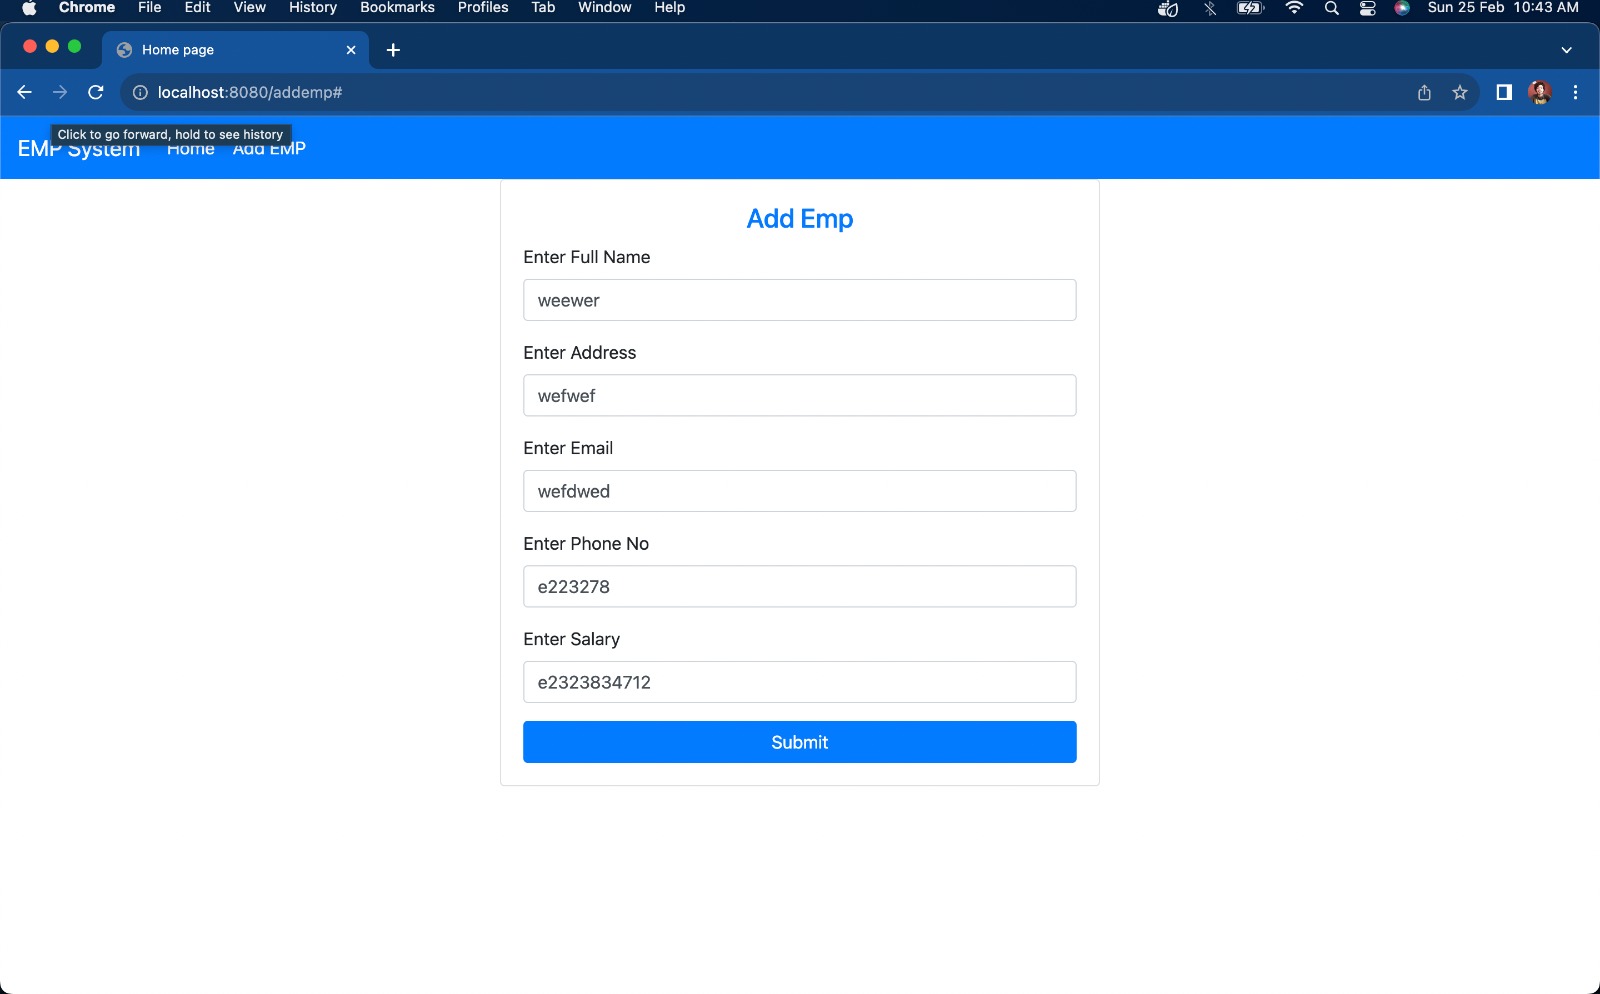 Chrome File Edit View History Bookmarks Profiles Tab Window Help Sun 25 Feb 10:43 AM
Home page
localhost:8080/addemp#
Click to go forward, hold to see history
EMP System Home Add EMP
Add Emp
Enter Full Name
weewer
Enter Address
wefwef
Enter Email
wefdwed
Enter Phone No
e223278
Enter Salary
e2323834712
Submit